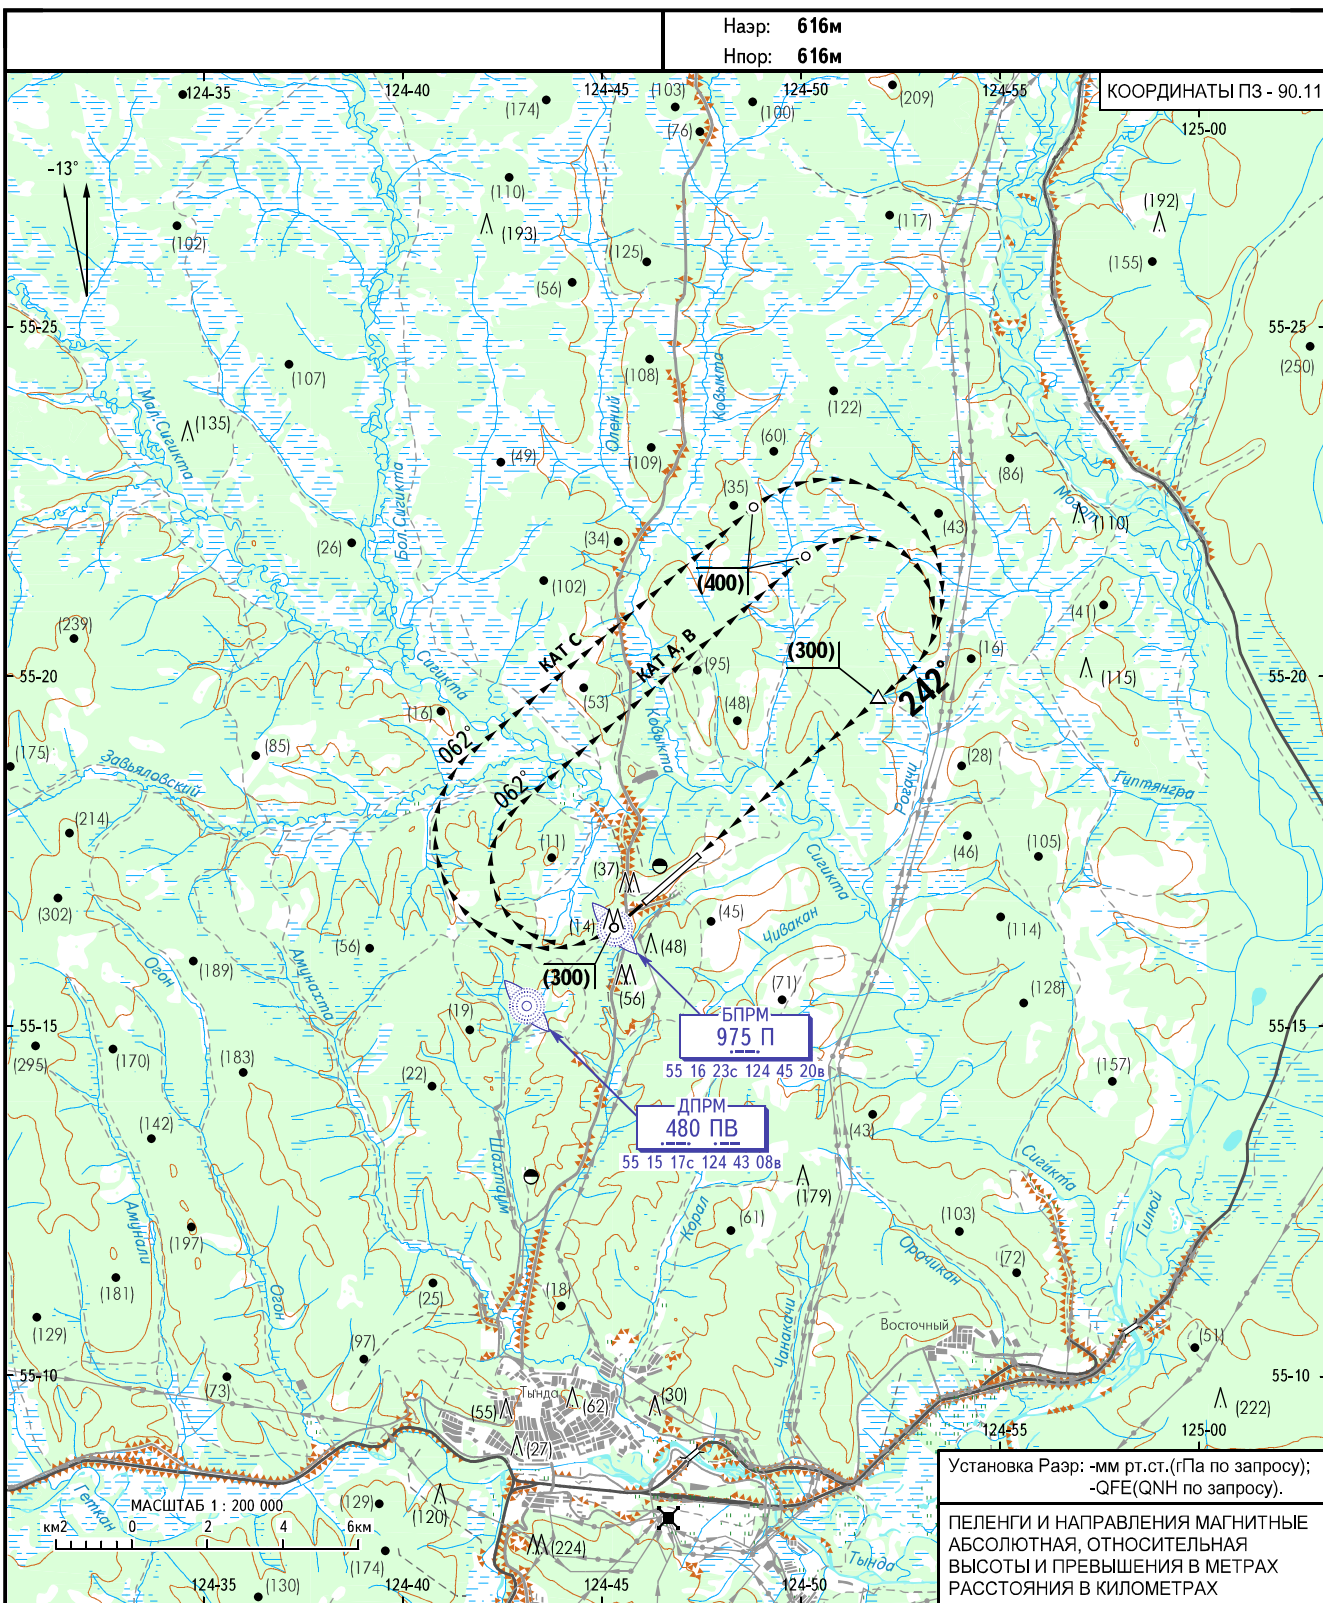 Наэр: 616м
Нпор: 616м
КООРДИНАТЫ ПЗ - 90.11
124-35
124-40
124-45
124-50
124-55
125-00
(174)
(103)
(100)
(209)
(76)
-13°
(110)
(193)
(102)
(125)
(117)
(192)
(155)
(56)
55-25
55-25
(107)
(108)
(250)
Ковыкта
Мал.Сигикта
(135)
Олений
(122)
(60)
(49)
(109)
(86)
Бол.Сигикта
(35)
(43)
(110)
(26)
(34)
(400)
(102)
(41)
(239)
КАТ С
КАТ А, В
(300)
(16)
55-20
Сигикта
(95)
(115)
55-20
242°
(53)
(16)
(48)
Ковыкта
062°
(85)
(175)
Завьяловский
(28)
Рогачи
Гиптянгра
062°
(214)
(46)
(105)
(11)
(37)
Сигикта
(302)
(14)
(45)
Чивакан
(114)
(56)
(48)
Огон
(189)
Амунахта
(300)
(56)
(71)
(128)
(19)
БПРМ
975 П
55 16 23с 124 45 20в
55-15
55-15
(295)
(170)
(183)
(157)
(22)
ДПРМ
480 ПВ
55 15 17с 124 43 08в
(142)
(43)
Шахтаум
Сигикта
(179)
Амунали
(197)
Корал
(61)
(103)
Гилюй
Орочикан
(72)
(181)
Огон
(25)
(18)
(129)
Чанакачи
Восточный
(51)
(97)
55-10
55-10
(73)
Тында
(55)
(62)
(30)
(222)
(27)
124-55
125-00
Геткан
МАСШТАБ 1 : 200 000
км2 0 2 4 6км
(129)
(120)
(224)
(174)
Тында
(130)
124-35
124-40
124-45
124-50
Установка Раэр: -мм рт.ст.(гПа по запросу);
-QFE(QNH по запросу).
ПЕЛЕНГИ И НАПРАВЛЕНИЯ МАГНИТНЫЕ
АБСОЛЮТНАЯ, ОТНОСИТЕЛЬНАЯ
ВЫСОТЫ И ПРЕВЫШЕНИЯ В МЕТРАХ
РАССТОЯНИЯ В КИЛОМЕТРАХ